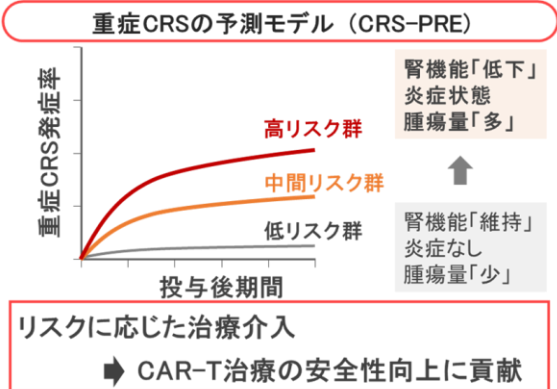 重症CRSの予測モデル（CRS-PRE）
重症CRS発症率
高リスク群
中間リスク群
低リスク群
投与後期間
腎機能「低下」
炎症状態
腫瘍量「多」
腎機能「維持」
炎症なし
腫瘍量「少」
リスクに応じた治療介入
CAR-T治療の安全性向上に貢献